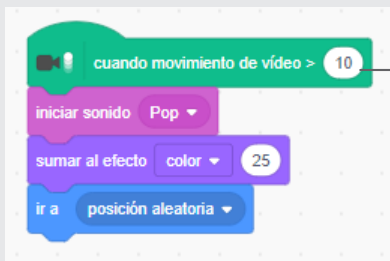 cuando movimiento de vídeo > 10
iniciar sonido Pop
sumar al efecto color 25
ir a posición aleatoria